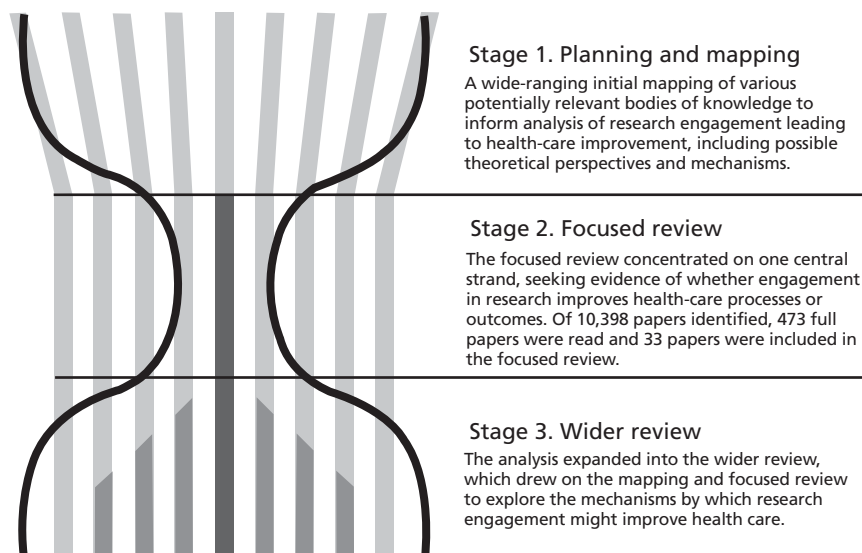 Stage 1. Planning and mapping
A wide-ranging initial mapping of various
potentially relevant bodies of knowledge to
inform analysis of research engagement leading
to health-care improvement, including possible
theoretical perspectives and mechanisms.
Stage 2. Focused review
The focused review concentrated on one central
strand, seeking evidence of whether engagement
in research improves health-care processes or
outcomes. Of 10,398 papers identified, 473 full
papers were read and 33 papers were included in
the focused review.
Stage 3. Wider review
The analysis expanded into the wider review,
which drew on the mapping and focused review
to explore the mechanisms by which research
engagement might improve health care.